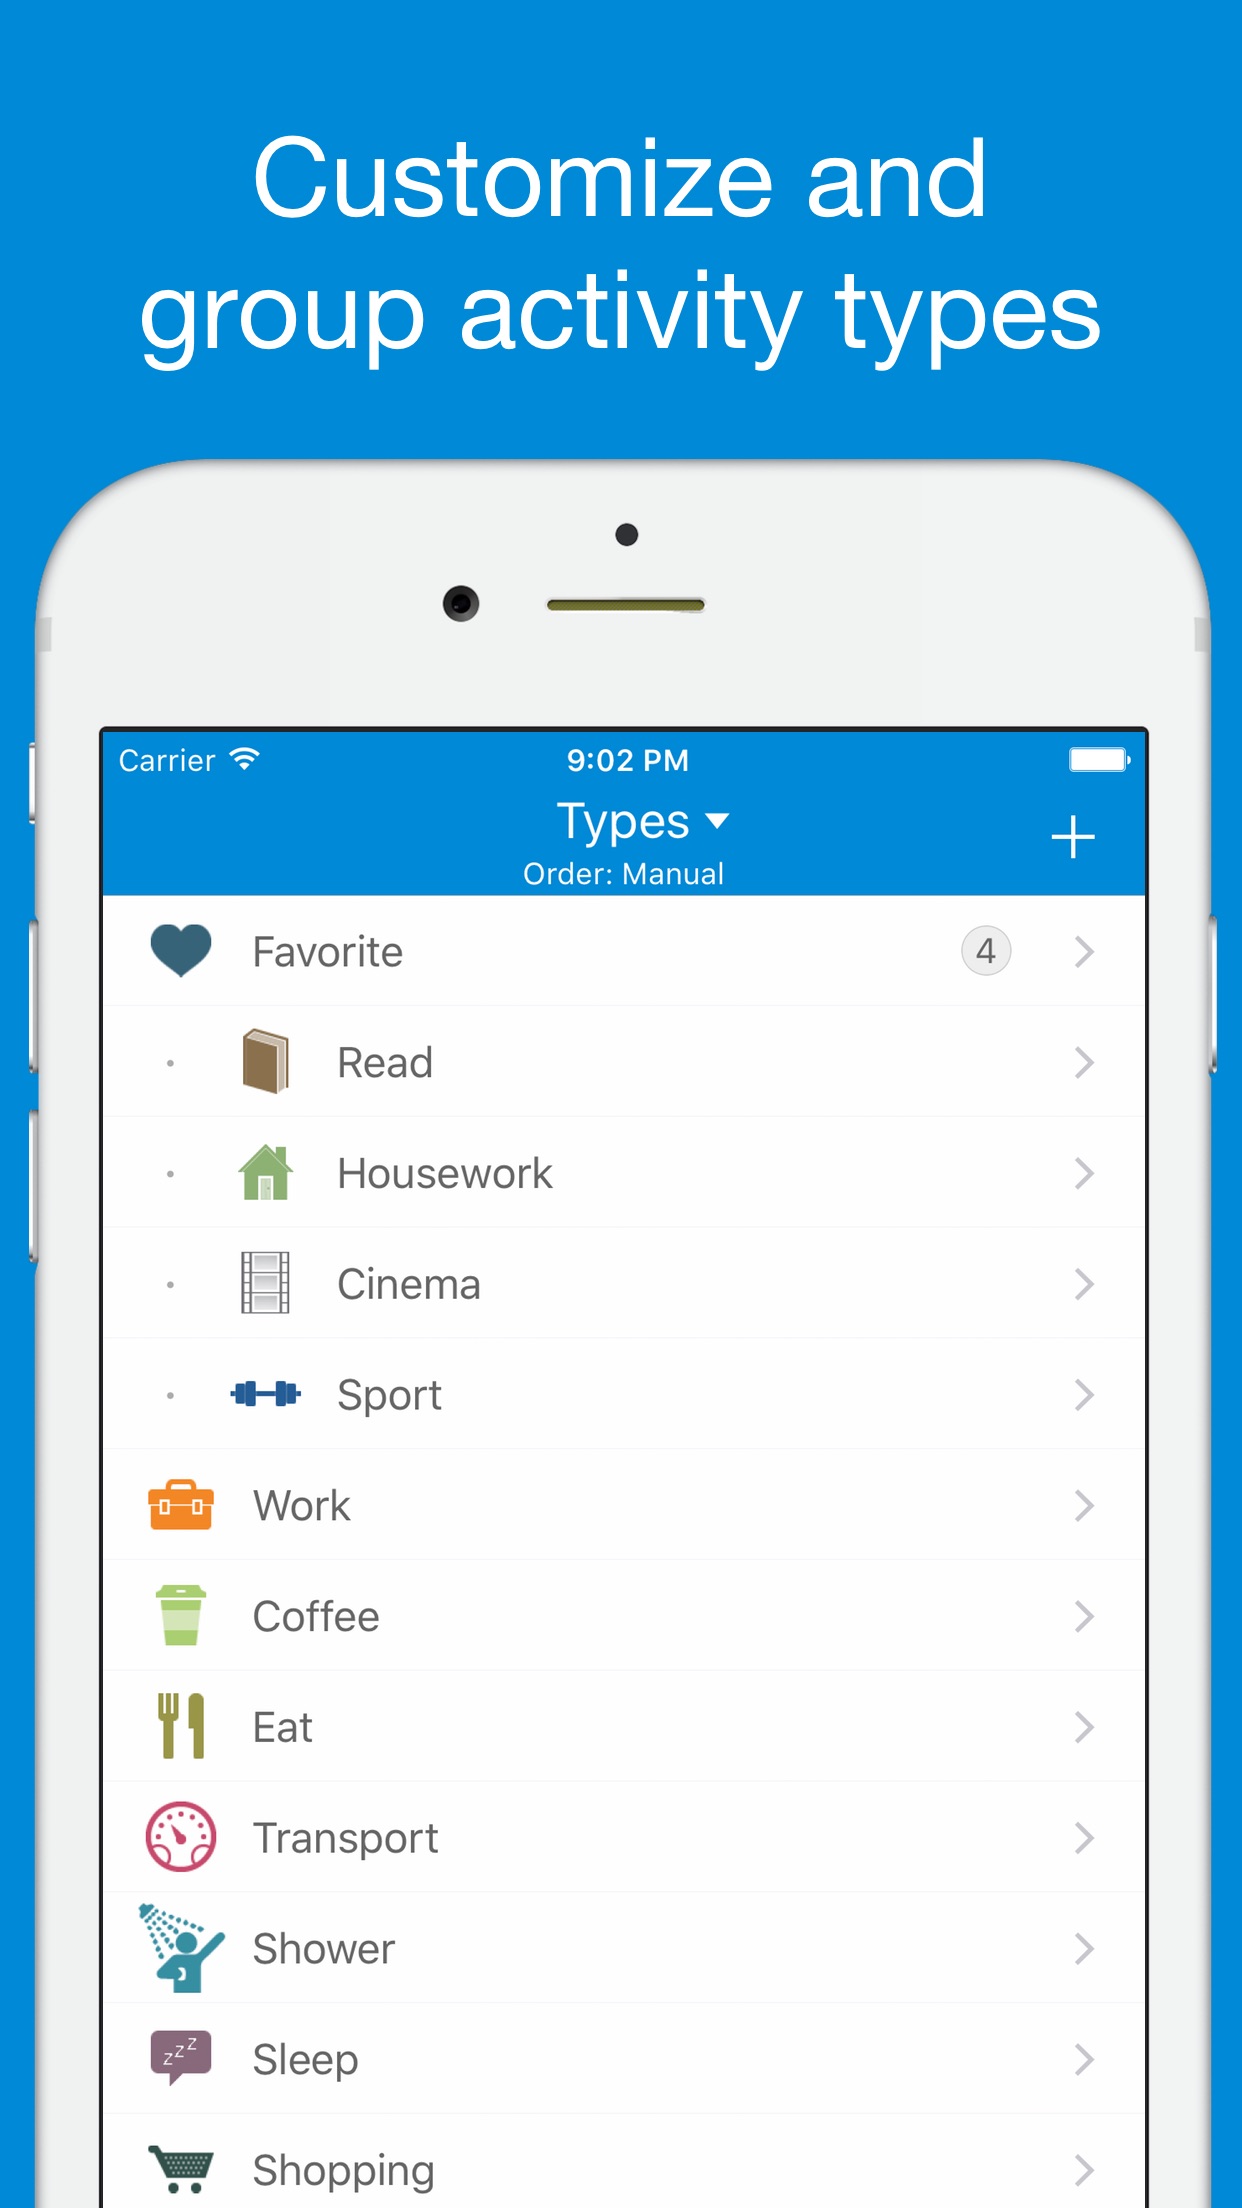 Customize and
group activity types
Carrier
9:02 PM
Types
Order: Manual
Favorite 4
Read
Housework
Cinema
Sport
Work
Coffee
Eat
Transport
Shower
zzz
Sleep
Shopping